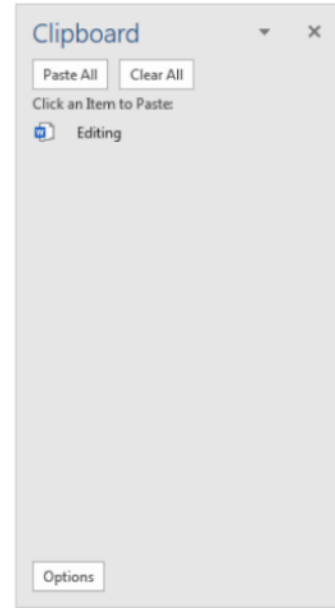 Clipboard
Paste All Clear All
Click an Item to Paste:
Editing
Options